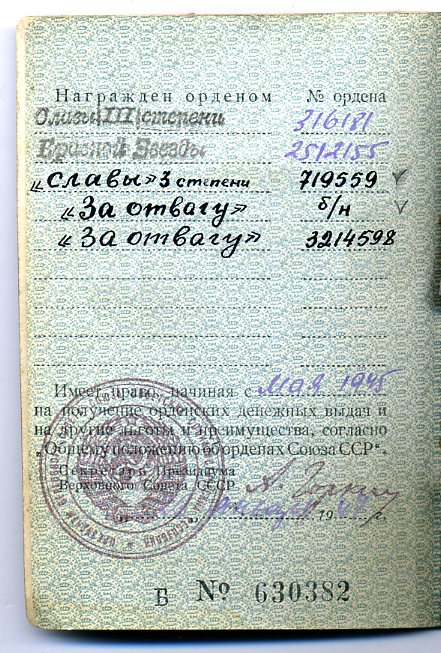 Награжден орденом № ордена
Славы III степени 316181
Красной Звезды 2512155
„Славы” 3 степени 719559
„За отвагу” б/н
„За отвагу” 3214598
Имеет право, начиная с мая 1945
на получение орденских денежных выдач и
на другие льготы и преимущества, согласно
„Общему положению об орденах Союза ССР“.
Секретарь Президиума
Верховного Совета СССР
января 19 г.
Б № 630382